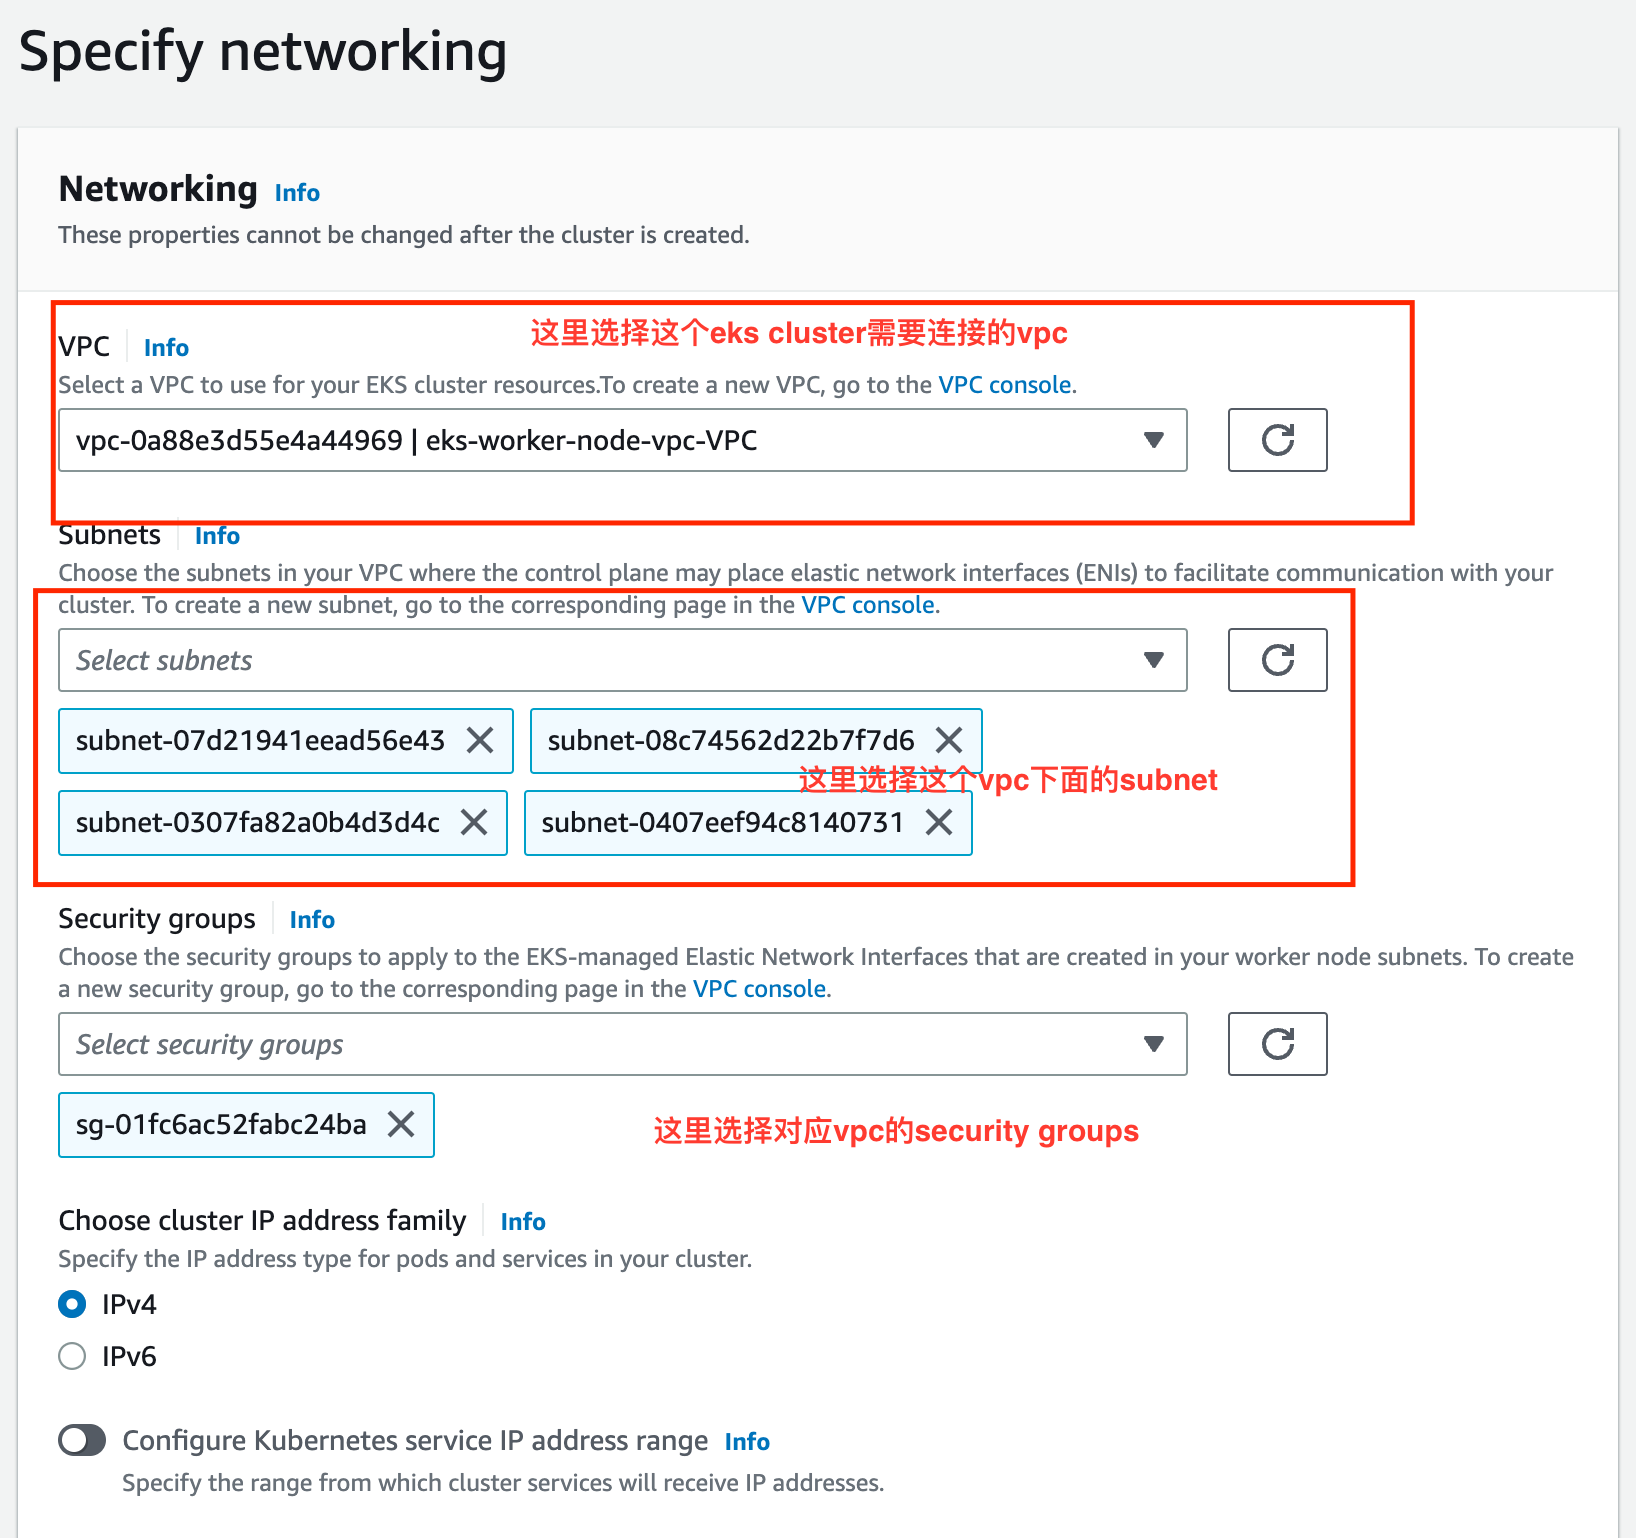 Specify networking
Networking Info
These properties cannot be changed after the cluster is created.
这里选择这个eks cluster需要连接的vpc
VPC Info
Select a VPC to use for your EKS cluster resources.To create a new VPC, go to the VPC console.
vpc-0a88e3d55e4a44969 | eks-worker-node-vpc-VPC
Subnets Info
Choose the subnets in your VPC where the control plane may place elastic network interfaces (ENIs) to facilitate communication with your
cluster. To create a new subnet, go to the corresponding page in the VPC console.
Select subnets
subnet-07d21941eead56e43 subnet-08c74562d22b7f7d6
这里选择这个vpc下面的subnet
subnet-0307fa82a0b4d3d4c subnet-0407eef94c8140731
Security groups Info
Choose the security groups to apply to the EKS-managed Elastic Network Interfaces that are created in your worker node subnets. To create
a new security group, go to the corresponding page in the VPC console.
Select security groups
sg-01fc6ac52fabc24ba
这里选择对应vpc的security groups
Choose cluster IP address family Info
Specify the IP address type for pods and services in your cluster.
IPv4
IPv6
Configure Kubernetes service IP address range Info
Specify the range from which cluster services will receive IP addresses.